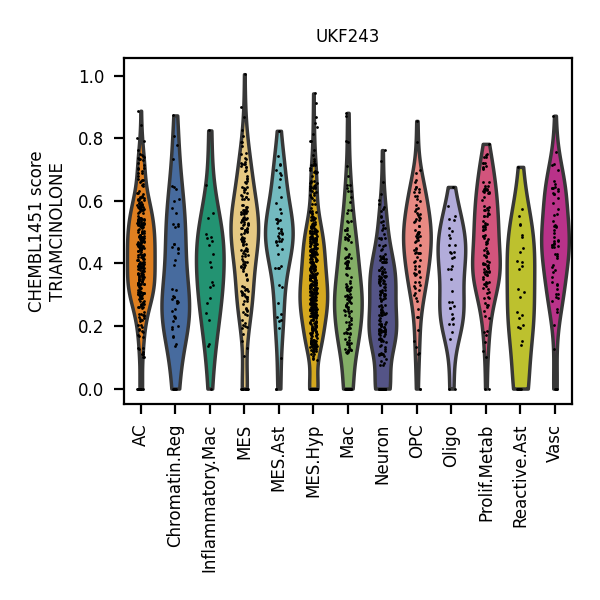 UKF243
CHEMBL1451 score
TRIAMCINOLONE
1.0
0.8
0.6
0.4
0.2
0.0
AC
Chromatin.Reg
Inflammatory.Mac
MES
MES.Ast
MES.Hyp
Mac
Neuron
OPC
Oligo
Prolif.Metab
Reactive.Ast
Vasc